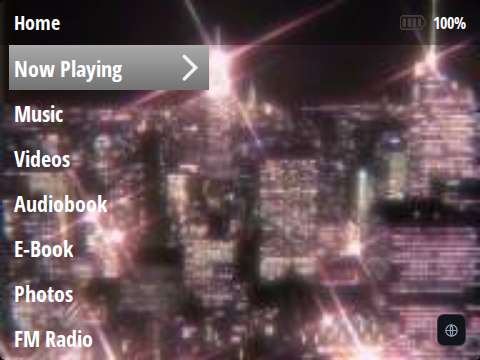 Home
100%
Now Playing
Music
Videos
Audiobook
E-Book
Photos
FM Radio